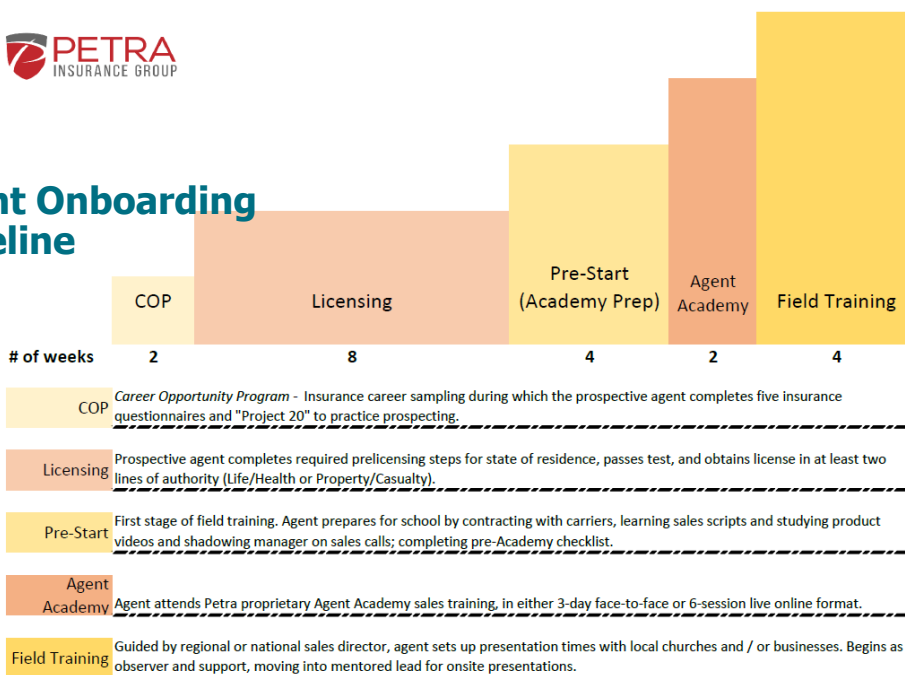 PETRA
INSURANCE GROUP
nt Onboarding
eline
COP
Licensing
Pre-Start
(Academy Prep)
Agent
Academy
Field Training
# of weeks 2 8 4 2 4
COP Career Opportunity Program - Insurance career sampling during which the prospective agent completes five insurance
questionnaires and "Project 20" to practice prospecting.
Licensing Prospective agent completes required prelicensing steps for state of residence, passes test, and obtains license in at least two
lines of authority (Life/Health or Property/Casualty).
Pre-Start First stage of field training. Agent prepares for school by contracting with carriers, learning sales scripts and studying product
videos and shadowing manager on sales calls; completing pre-Academy checklist.
Agent
Academy Agent attends Petra proprietary Agent Academy sales training, in either 3-day face-to-face or 6-session live online format.
Field Training Guided by regional or national sales director, agent sets up presentation times with local churches and / or businesses. Begins as
observer and support, moving into mentored lead for onsite presentations.